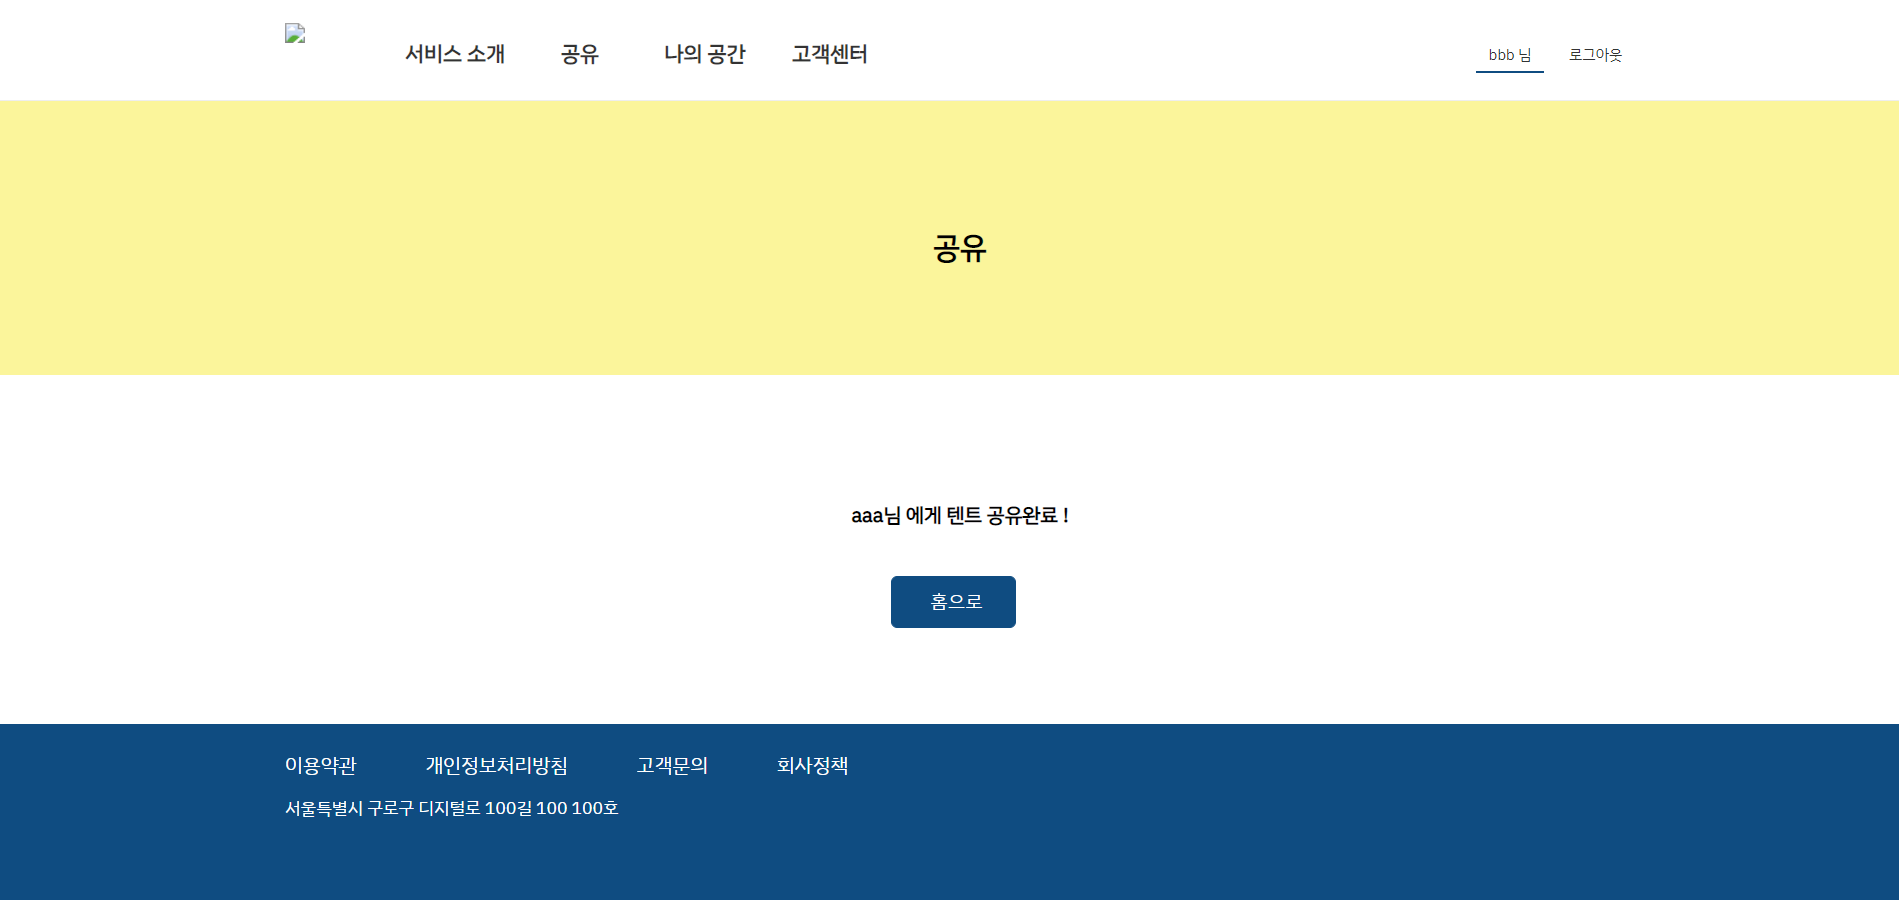 서비스 소개 공유 나의 공간 고객센터 bbb 님 로그아웃
공유
aaa님 에게 텐트 공유완료 !
홈으로
이용약관 개인정보처리방침 고객문의 회사정책
서울특별시 구로구 디지털로 100길 100 100호